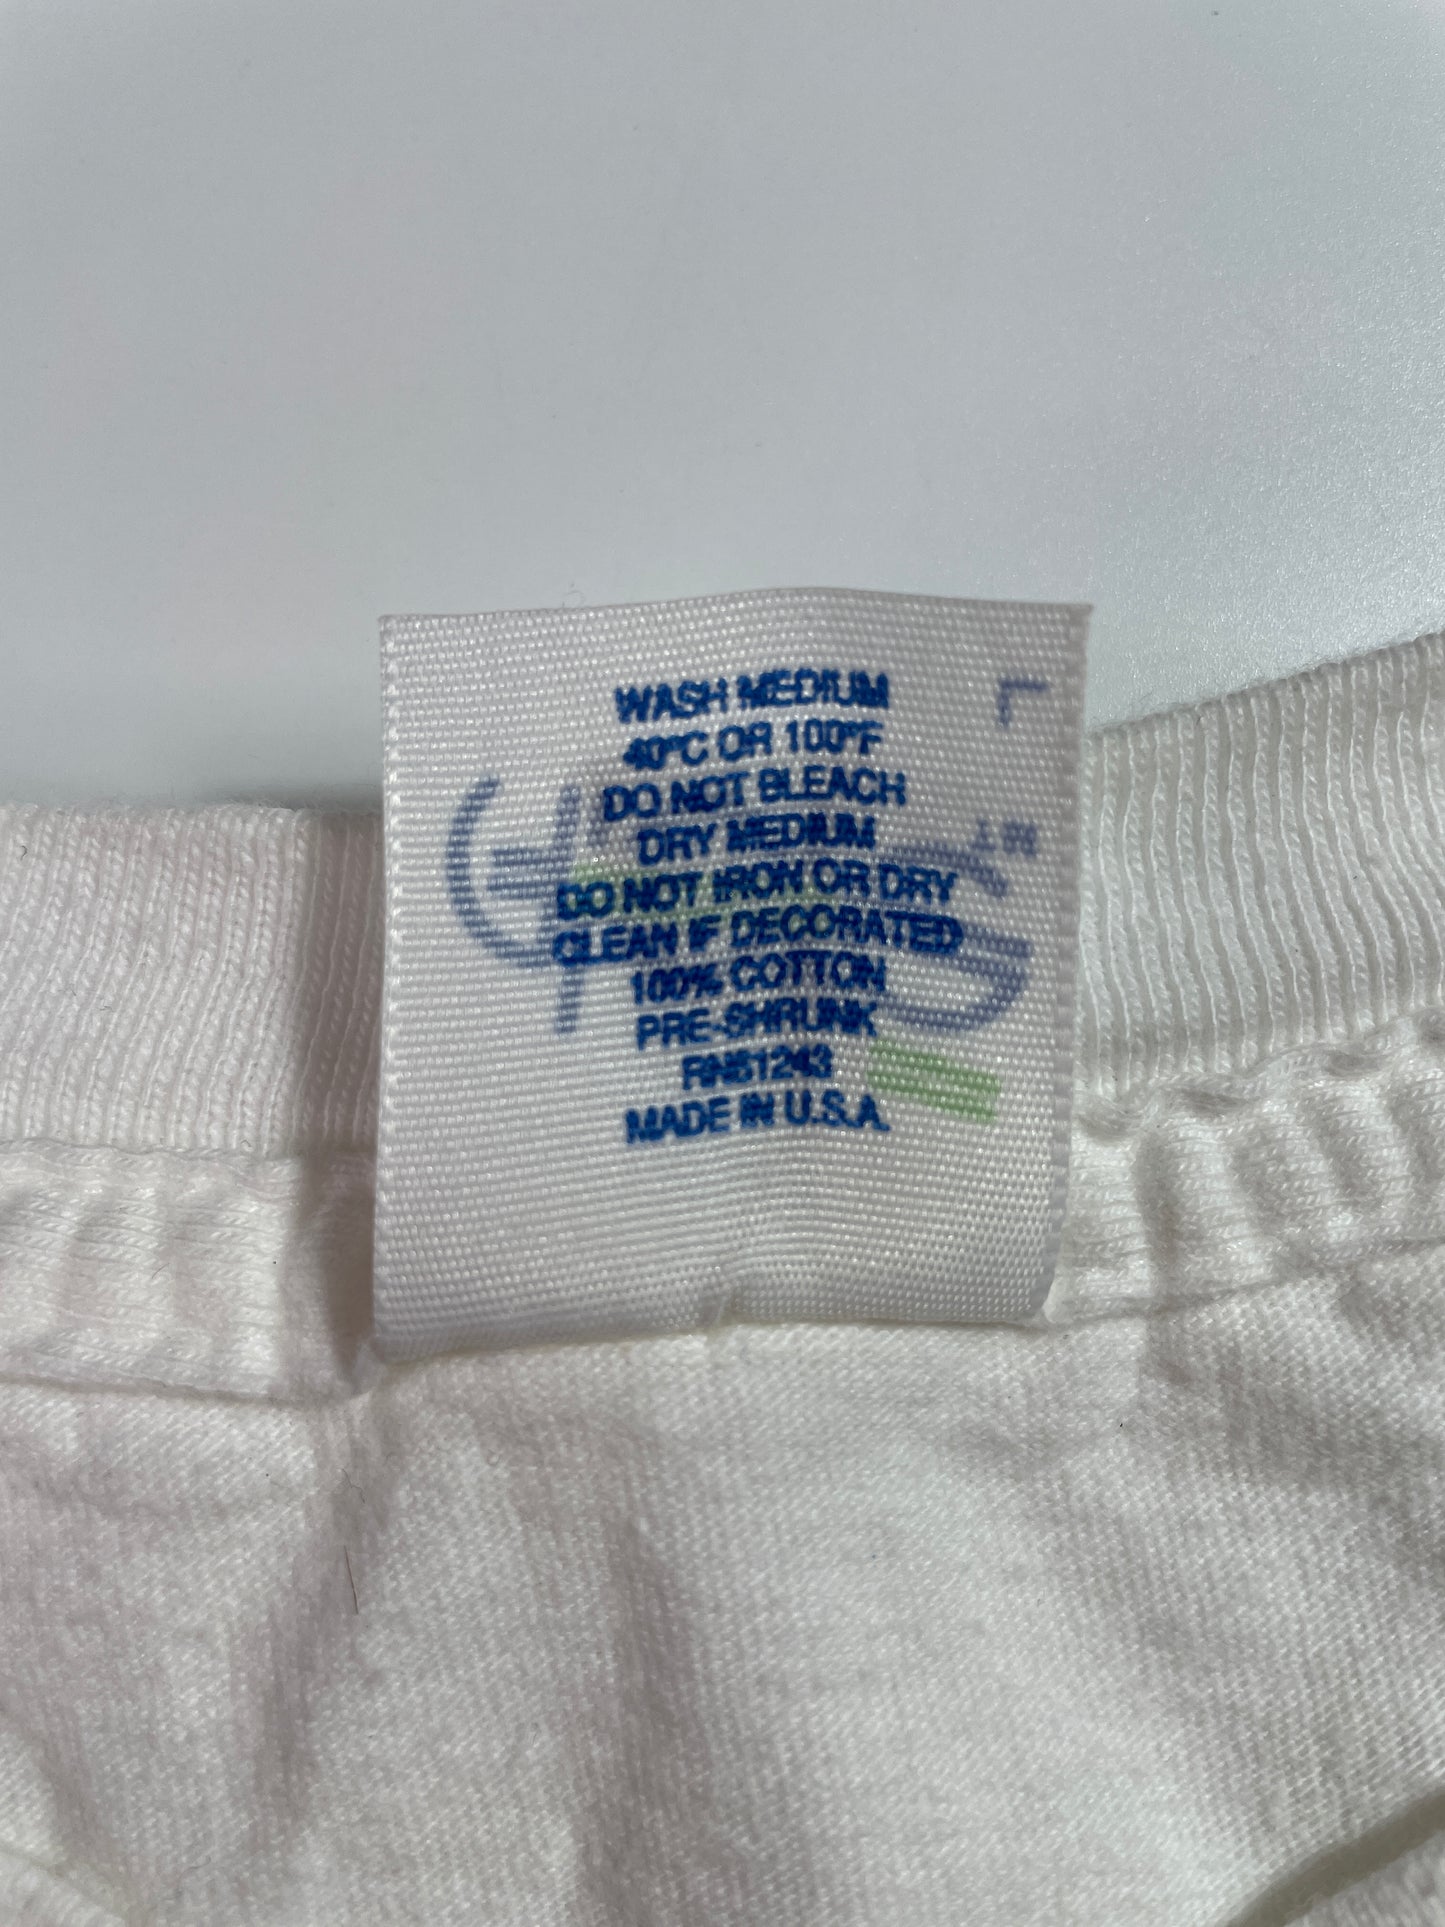 WASH MEDIUM
40°C OR 100°F
DO NOT BLEACH
DRY MEDIUM
DO NOT IRON OR DRY
CLEAN IF DECORATED
100% COTTON
PRE-SHRUNK
MADE IN U.S.A.
L